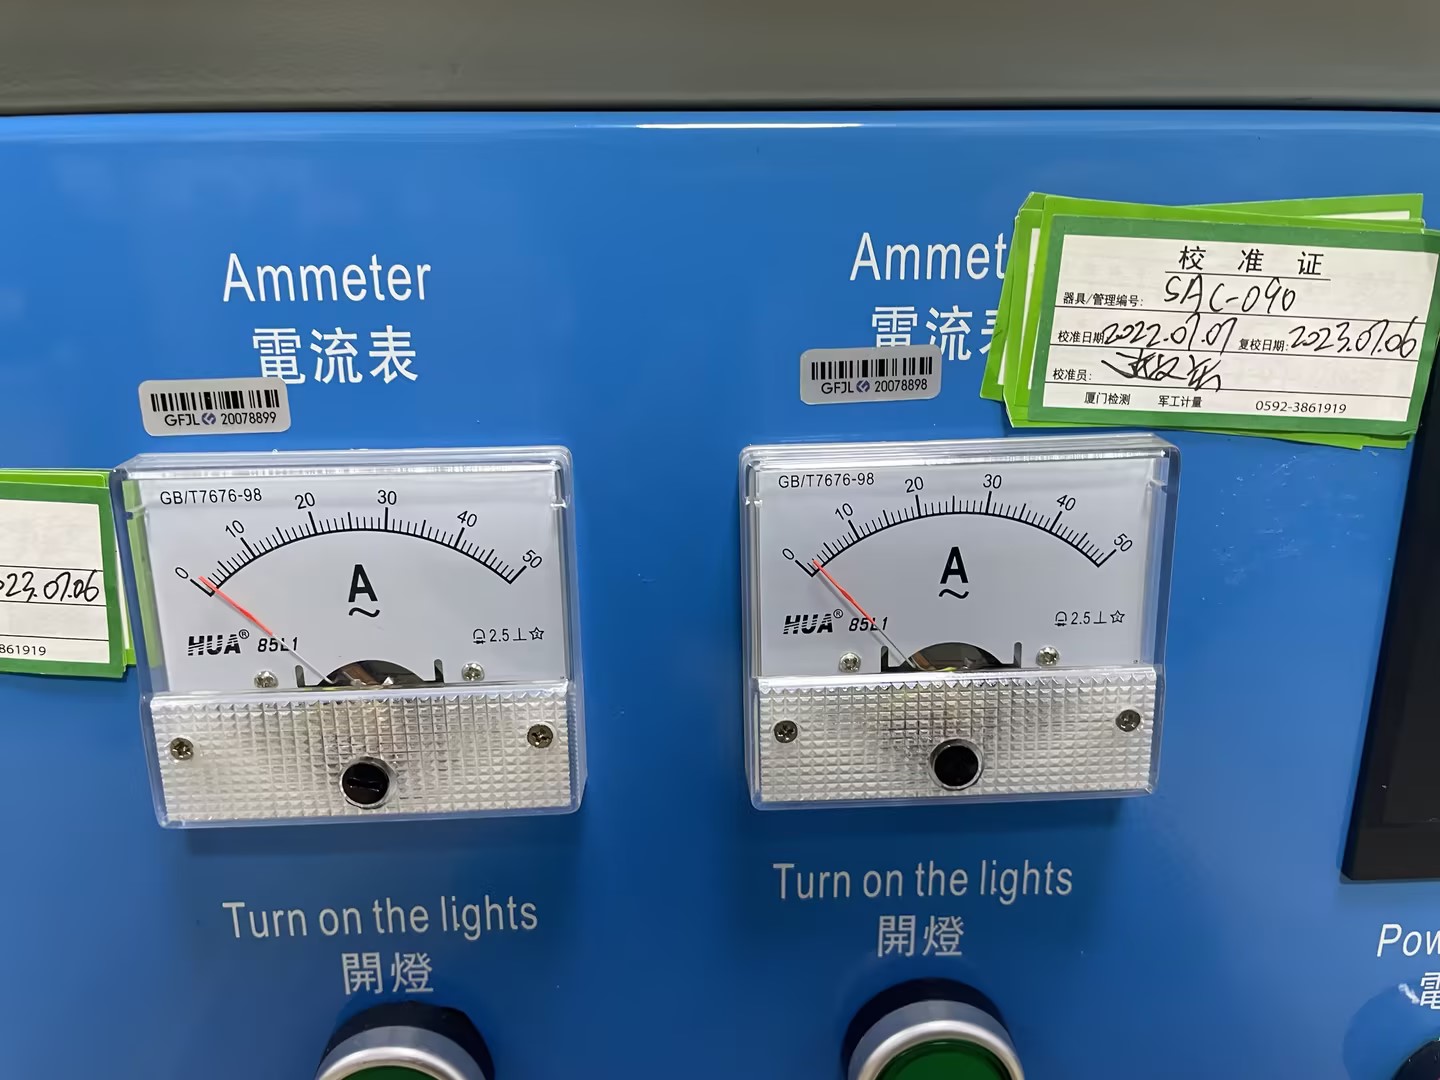 Ammeter
電流表
GFJL 20078899
GB/T7676-98
0 10 20 30 40 50
A
~
HUA® 85L1
2.5
Turn on the lights
開燈
Ammet
電流表
GFJL 20078898
GB/T7676-98
0 10 20 30 40 50
A
~
HUA® 85L1
2.5
Turn on the lights
開燈
校 准 证
器具/管理编号: SAC-090
校准日期 2022.07.07 复校日期: 2023.07.06
校准员:
厦门检测 军工计量 0592-3861919
023.07.06
861919
Pow
電